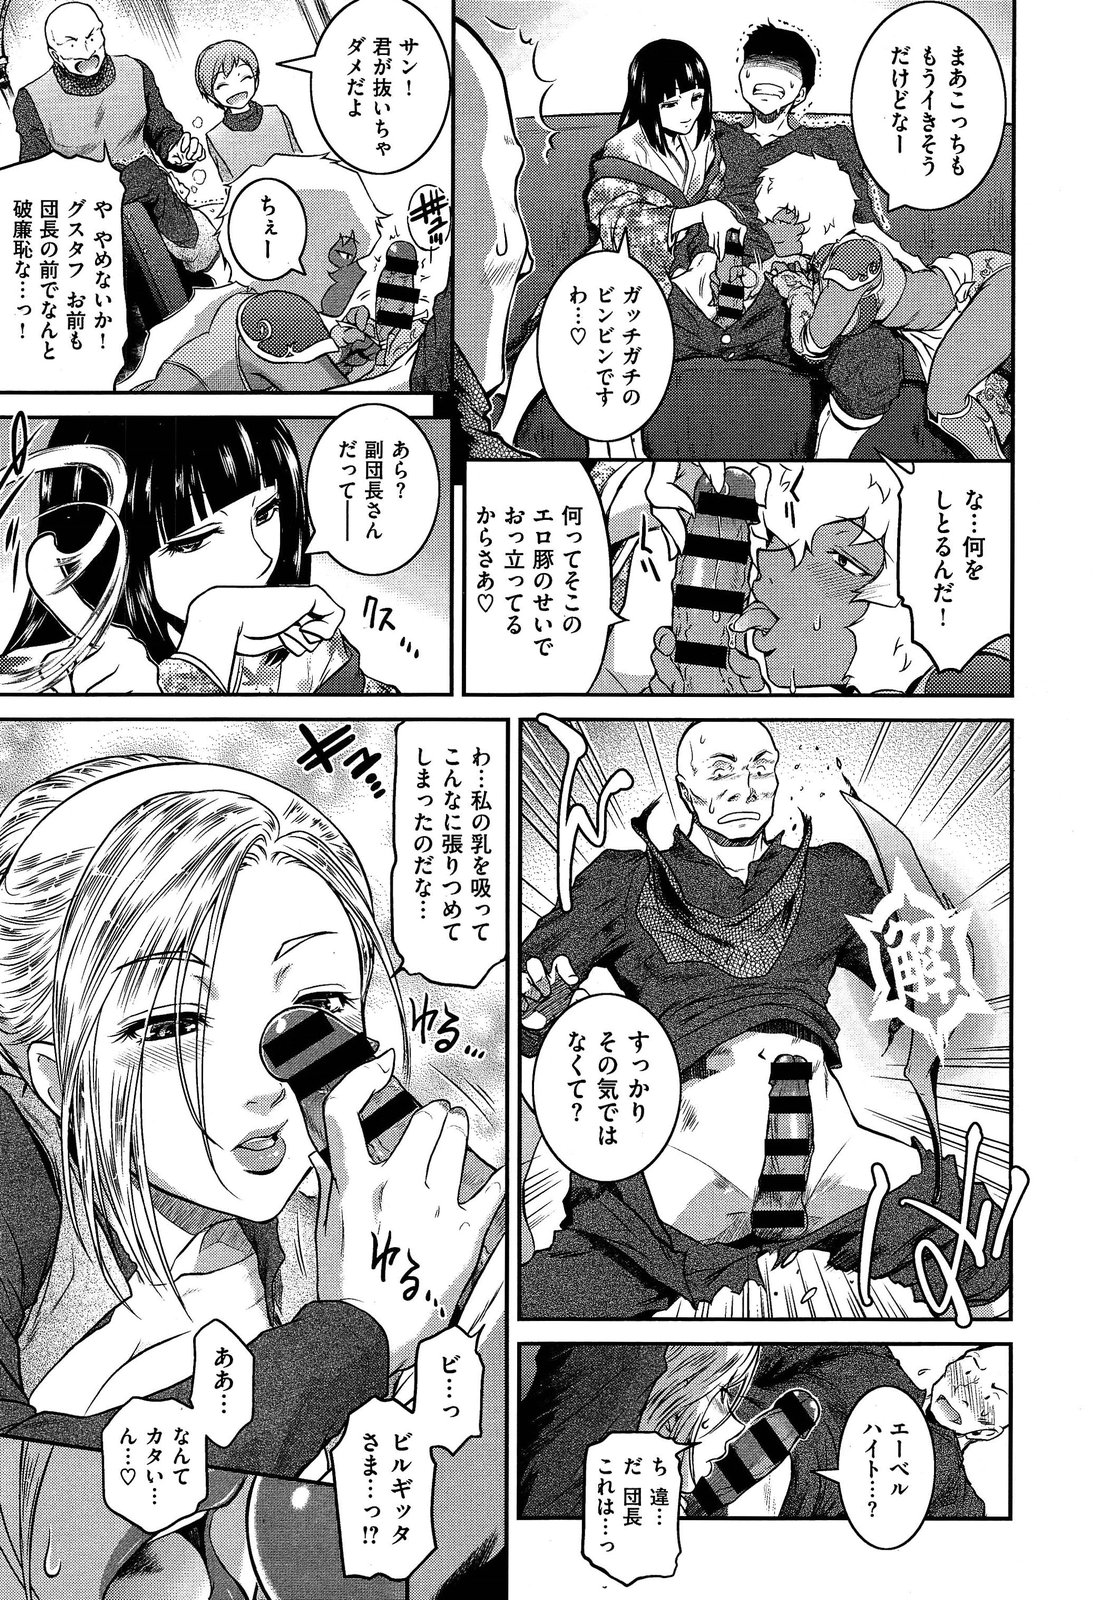 まあこっちも
もうイきそう
だけどなー
ガッチガチの
ビンビンです
わ…♡
サン！
君が抜いちゃ
ダメだよ
ちぇー
や やめないか！
グスタフ お前も
団長の前でなんと
破廉恥な…っ！
な…何を
しとるんだ！
何ってそこの
エロ豚のせいで
おっ立ってる
からさあ♡
あら？
副団長さん
だって――
クス…
解
すっかり
その気では
なくて？
エーベル
ハイト…？
ち 違…
だ 団長
これは…っ
わ…私の乳を吸って
こんなに張りつめて
しまったのだな…
ゆる…
ゆる…
ビ…っ
ビルギッタ
さま…っ!?
ああ…
なんて
カタい…
ん…♡